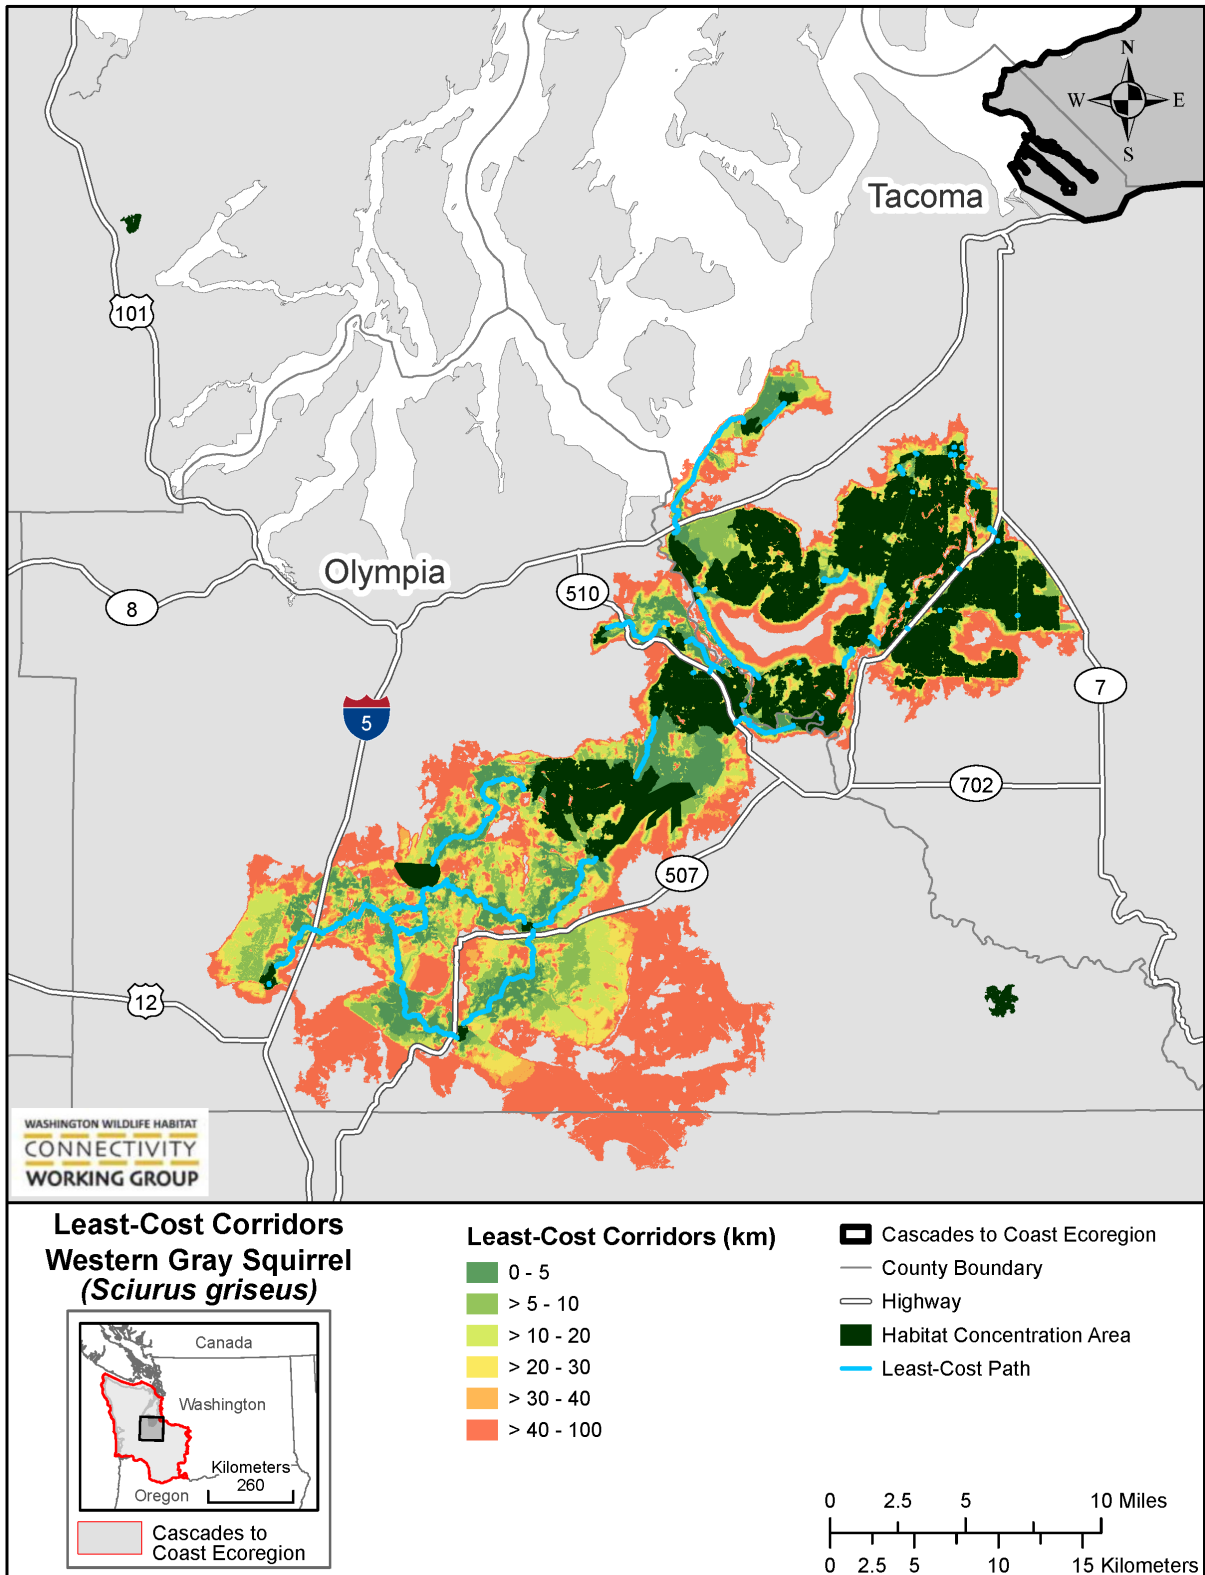 N
W E
S
Tacoma
101
Olympia
510
8
7
5
702
507
12
WASHINGTON WILDLIFE HABITAT
CONNECTIVITY
WORKING GROUP
Least-Cost Corridors
Western Gray Squirrel
(Sciurus griseus)
Canada
Washington
Kilometers
260
Oregon
Cascades to
Coast Ecoregion
Least-Cost Corridors (km)
0 - 5
> 5 - 10
> 10 - 20
> 20 - 30
> 30 - 40
> 40 - 100
Cascades to Coast Ecoregion
County Boundary
Highway
Habitat Concentration Area
Least-Cost Path
0 2.5 5 10 Miles
0 2.5 5 10 15 Kilometers